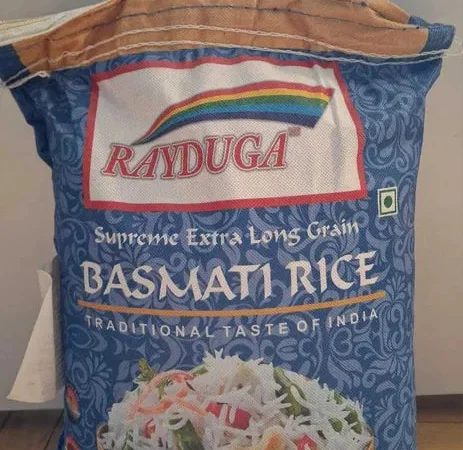 RAYDUGA
Supreme Extra Long Grain
BASMATI RICE
TRADITIONAL TASTE OF INDIA